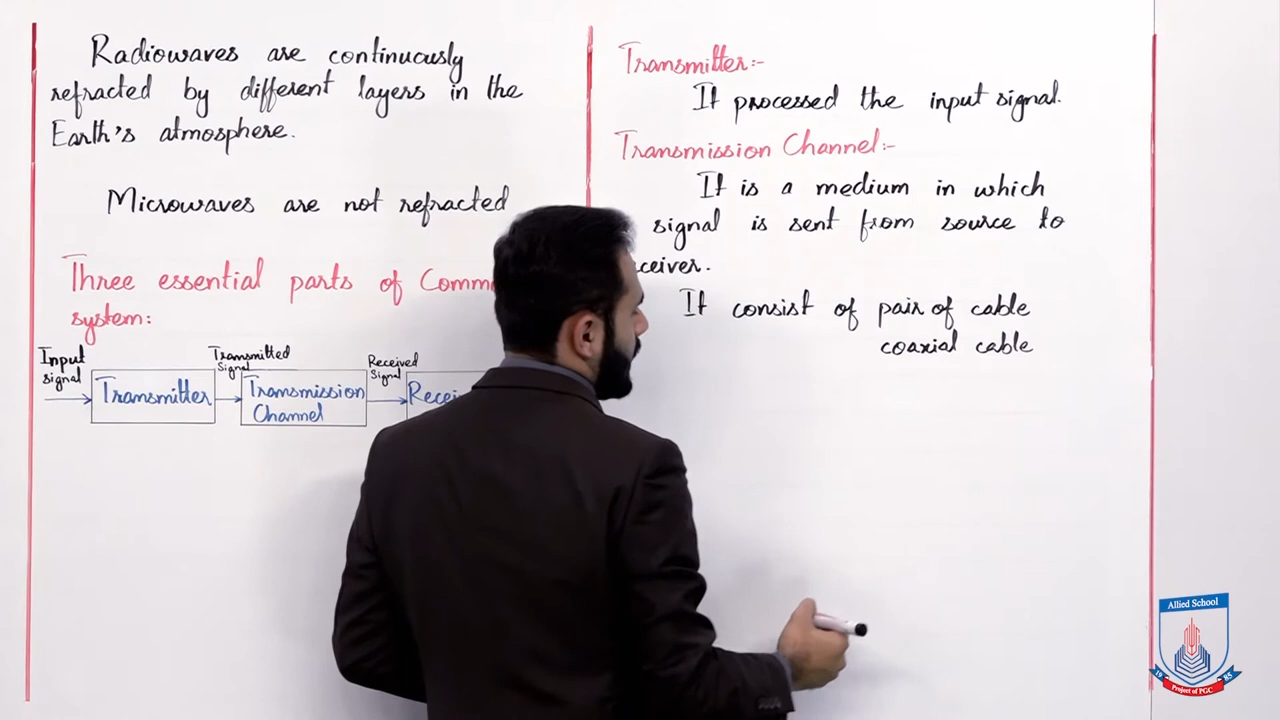 Radiowaves are continuously
refracted by different layers in the
Earth's atmosphere.
Microwaves are not refracted
Three essential parts of
system:
Input
signal
Transmitter
Transmitted
Signal
Transmission
Channel
Received
Signal
Transmitter:-
It processed the input signal.
Transmission Channel:-
It is a medium in which
signal is sent from source to
It consist of pair of cable
coaxial cable
Allied School
1985
Project of PGC